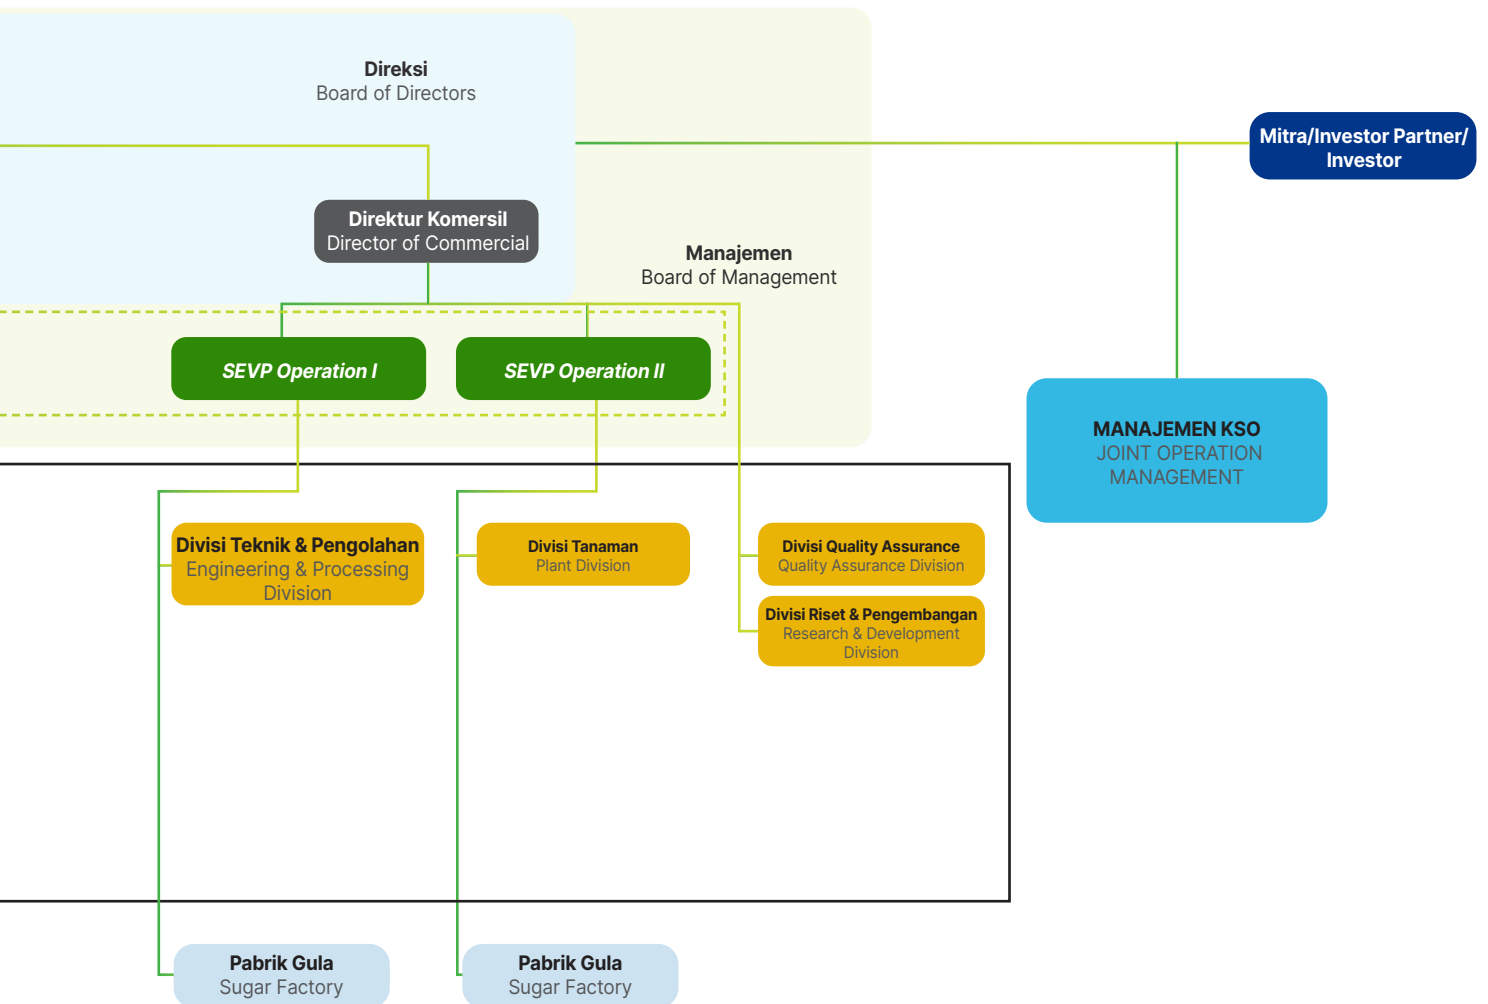 Direksi
Board of Directors
Mitra/Investor Partner/
Investor
Direktur Komersil
Director of Commercial
Manajemen
Board of Management
SEVP Operation I
SEVP Operation II
MANAJEMEN KSO
JOINT OPERATION
MANAGEMENT
Divisi Teknik & Pengolahan
Engineering & Processing
Division
Divisi Tanaman
Plant Division
Divisi Quality Assurance
Quality Assurance Division
Divisi Riset & Pengembangan
Research & Development
Division
Pabrik Gula
Sugar Factory
Pabrik Gula
Sugar Factory